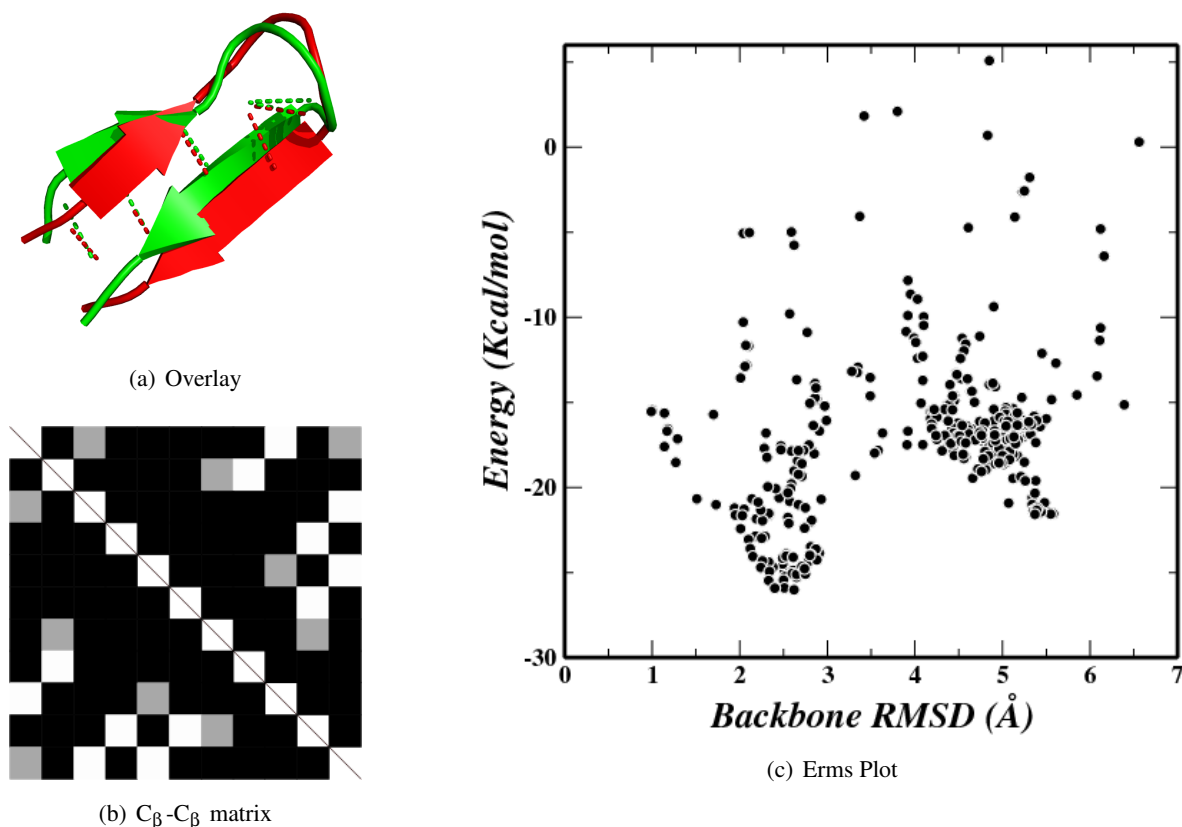 (a) Overlay
(b) Cβ-Cβ matrix
0
-10
-20
-30
Energy (Kcal/mol)
0 1 2 3 4 5 6 7
Backbone RMSD (Å)
(c) Erms Plot